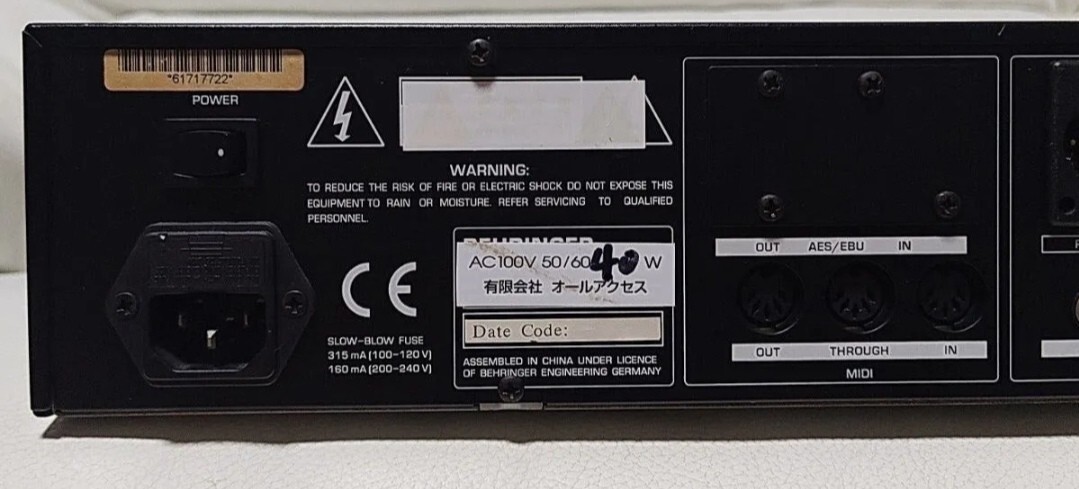 *61717722*
POWER
WARNING:
TO REDUCE THE RISK OF FIRE OR ELECTRIC SHOCK DO NOT EXPOSE THIS
EQUIPMENT TO RAIN OR MOISTURE. REFER SERVICING TO QUALIFIED
PERSONNEL.
CE
SLOW-BLOW FUSE
315 mA (100-120 V)
160 mA (200-240 V)
BEHRINGER
AC100V 50/60 40 W
有限会社 オールアクセス
Date Code:
ASSEMBLED IN CHINA UNDER LICENCE
OF BEHRINGER ENGINEERING GERMANY
OUT AES/EBU IN
OUT THROUGH IN
MIDI